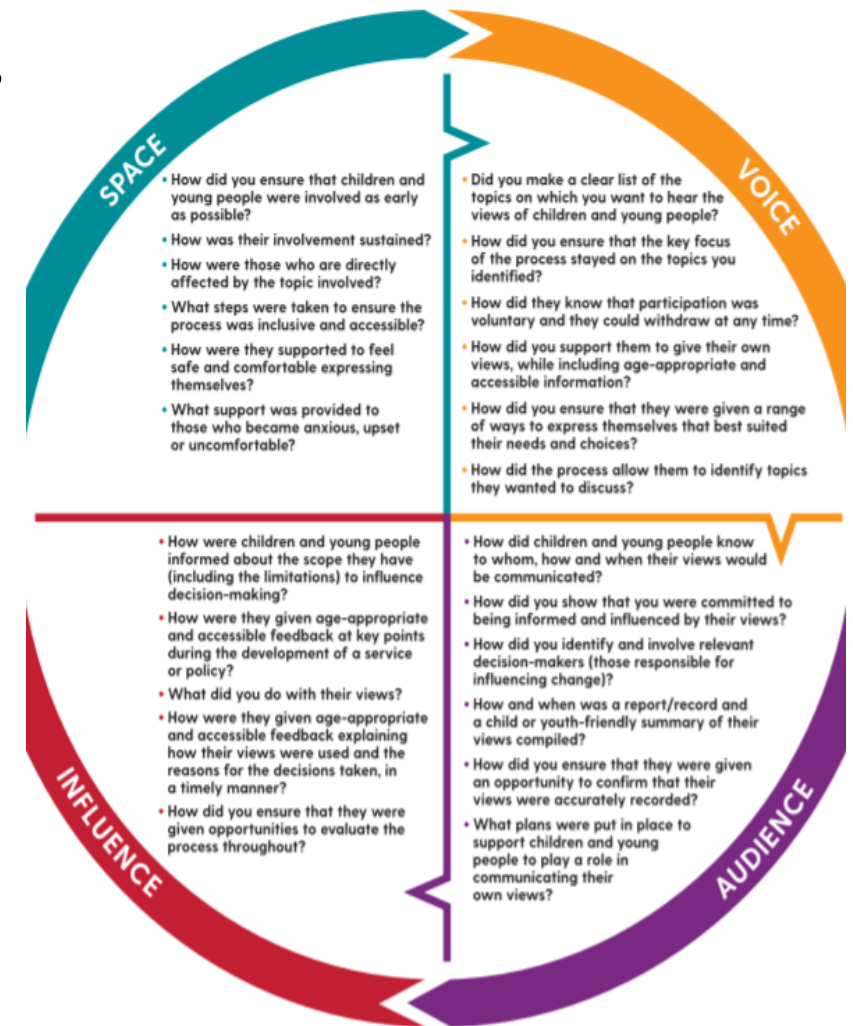 SPACE
• How did you ensure that children and
young people were involved as early
as possible?
• How was their involvement sustained?
• How were those who are directly
affected by the topic involved?
• What steps were taken to ensure the
process was inclusive and accessible?
• How were they supported to feel
safe and comfortable expressing
themselves?
• What support was provided to
those who became anxious, upset
or uncomfortable?
VOICE
• Did you make a clear list of the
topics on which you want to hear the
views of children and young people?
• How did you ensure that the key focus
of the process stayed on the topics you
identified?
• How did they know that participation was
voluntary and they could withdraw at any time?
• How did you support them to give their own
views, while including age-appropriate and
accessible information?
• How did you ensure that they were given a range
of ways to express themselves that best suited
their needs and choices?
• How did the process allow them to identify topics
they wanted to discuss?
INFLUENCE
• How were children and young people
informed about the scope they have
(including the limitations) to influence
decision-making?
• How were they given age-appropriate
and accessible feedback at key points
during the development of a service
or policy?
• What did you do with their views?
• How were they given age-appropriate
and accessible feedback explaining
how their views were used and the
reasons for the decisions taken, in
a timely manner?
• How did you ensure that they were
given opportunities to evaluate the
process throughout?
AUDIENCE
• How did children and young people know
to whom, how and when their views would
be communicated?
• How did you show that you were committed to
being informed and influenced by their views?
• How did you identify and involve relevant
decision-makers (those responsible for
influencing change)?
• How and when was a report/record and
a child or youth-friendly summary of their
views compiled?
• How did you ensure that they were given
an opportunity to confirm that their
views were accurately recorded?
• What plans were put in place to
support children and young
people to play a role in
communicating their
own views?